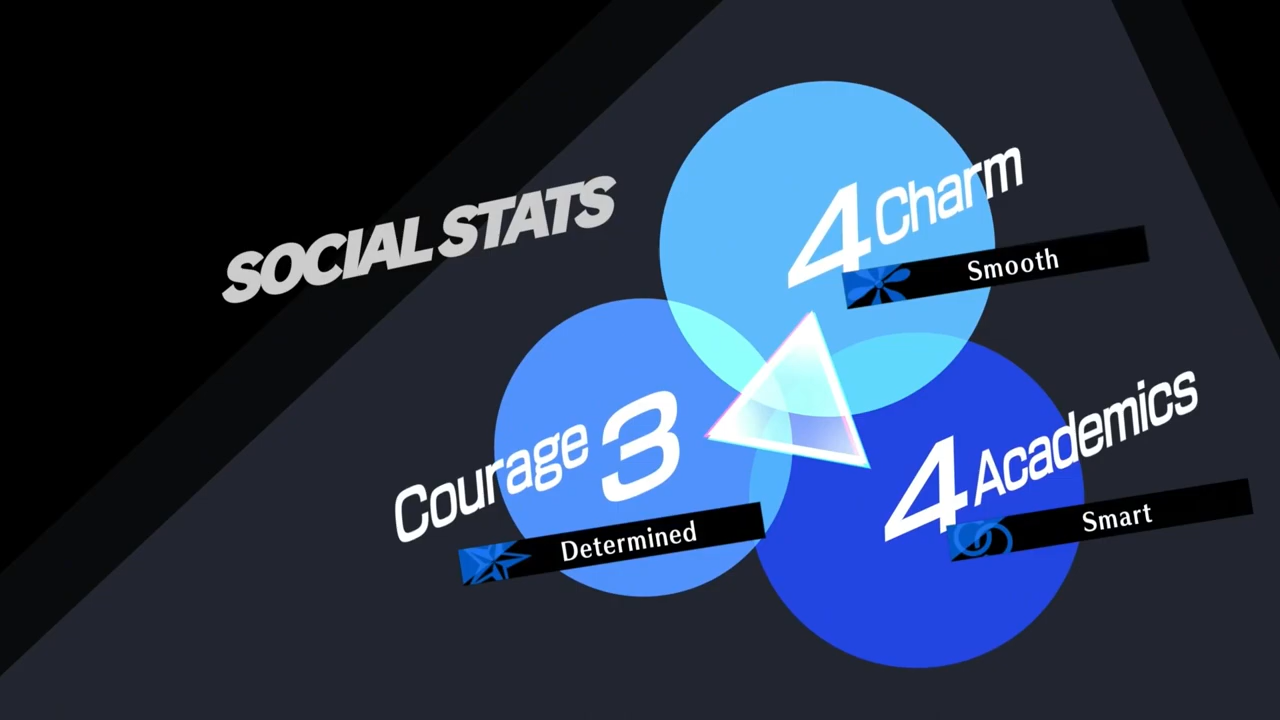 SOCIAL STATS
4 Charm
Smooth
Courage 3
Determined
4 Academics
Smart